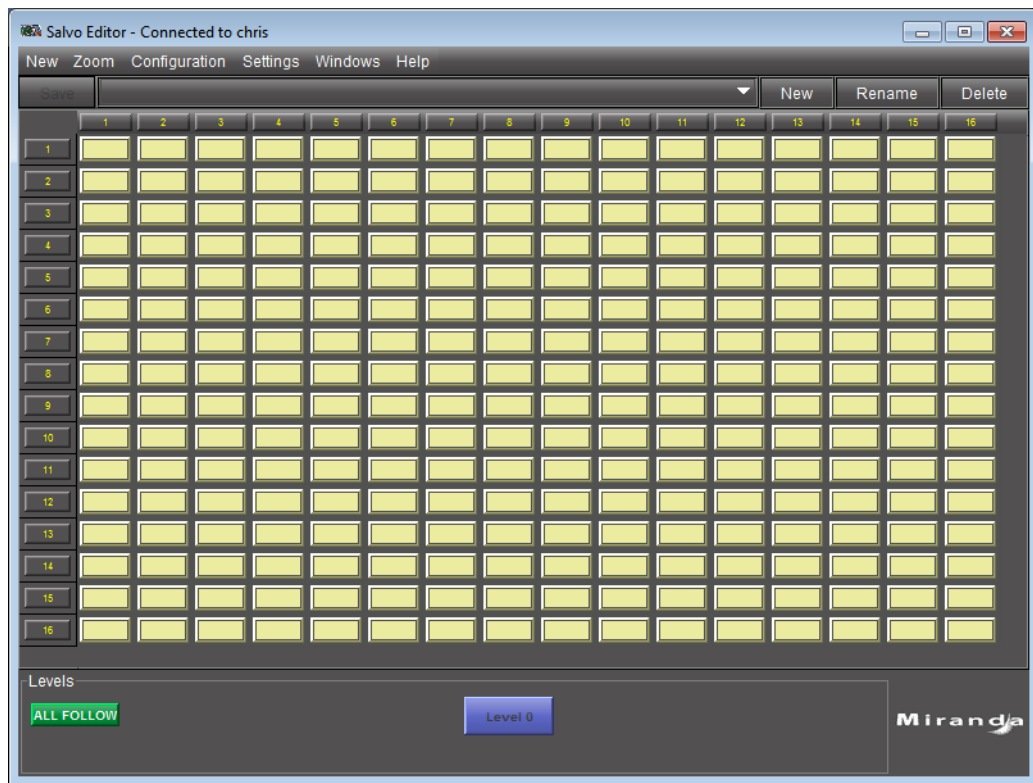 Salvo Editor - Connected to chris
New Zoom Configuration Settings Windows Help
Save New Rename Delete
1 2 3 4 5 6 7 8 9 10 11 12 13 14 15 16
1
2
3
4
5
6
7
8
9
10
11
12
13
14
15
16
Levels
ALL FOLLOW Level 0
Miranda